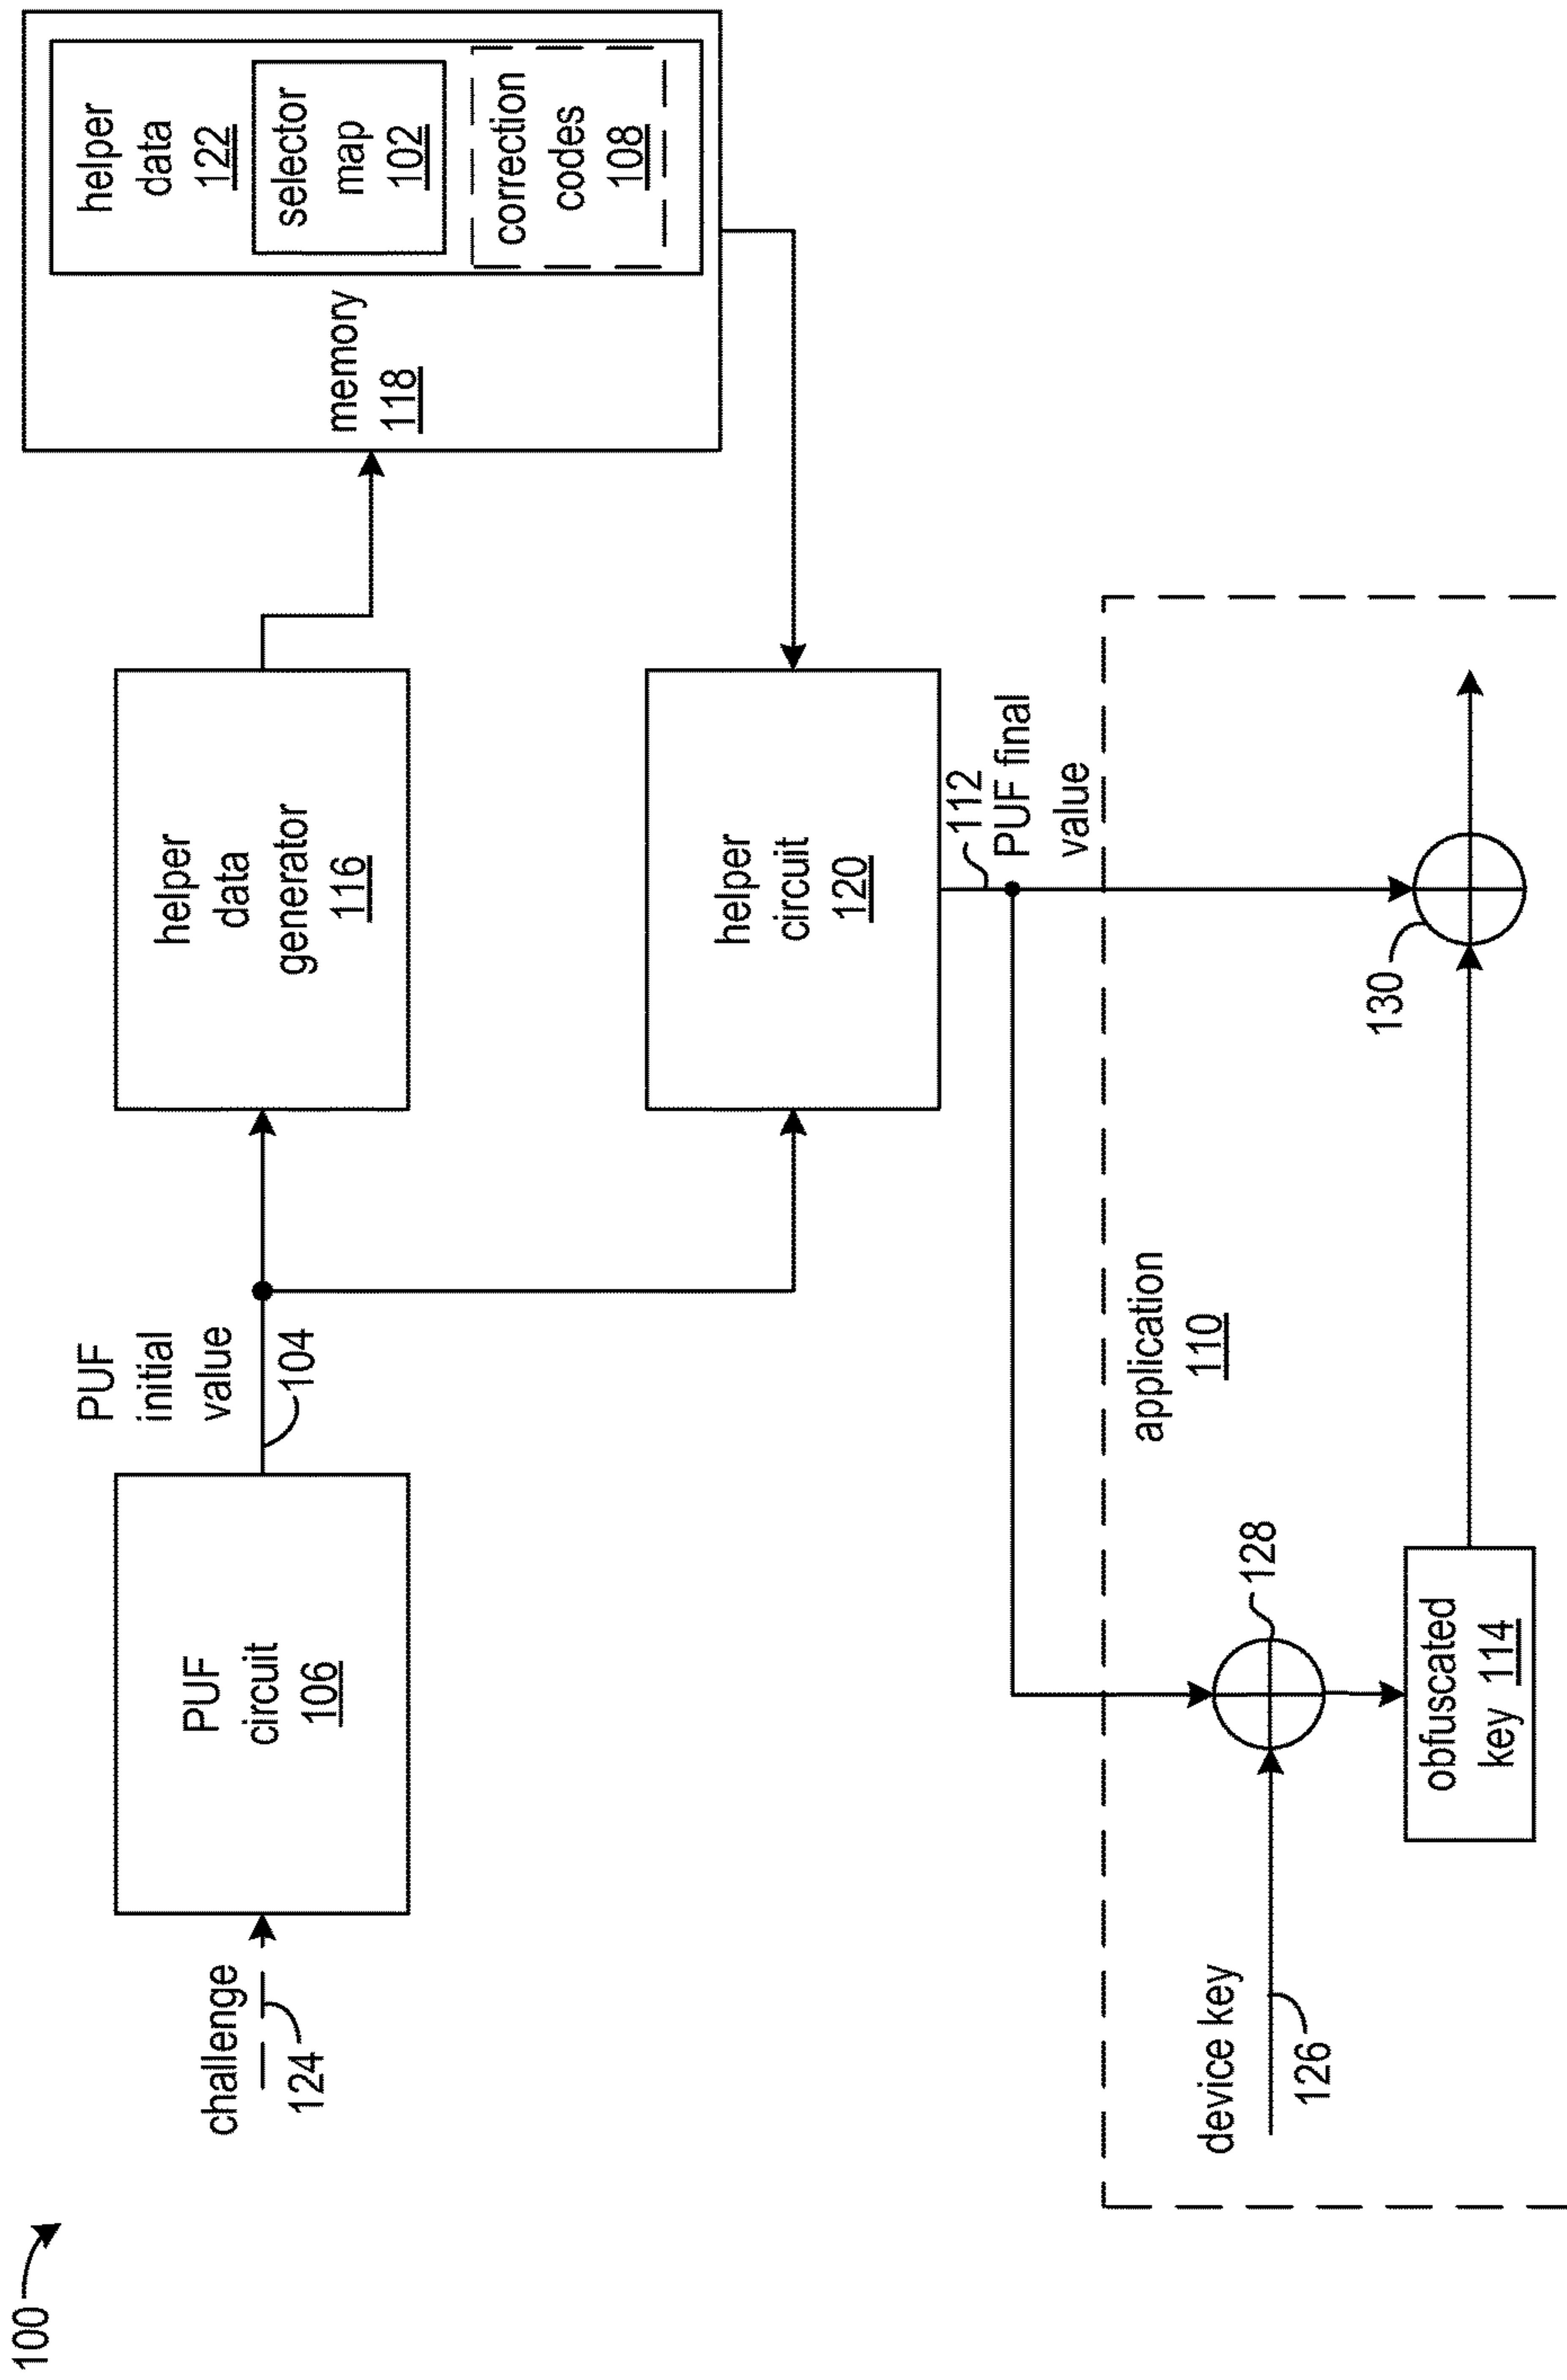 100
challenge
124
PUF
circuit
106
PUF
initial
value
104
helper
data
generator
116
memory
118
helper
data
122
selector
map
102
correction
codes
108
helper
circuit
120
112
PUF final
value
application
110
device key
126
128
obfuscated
key 114
130